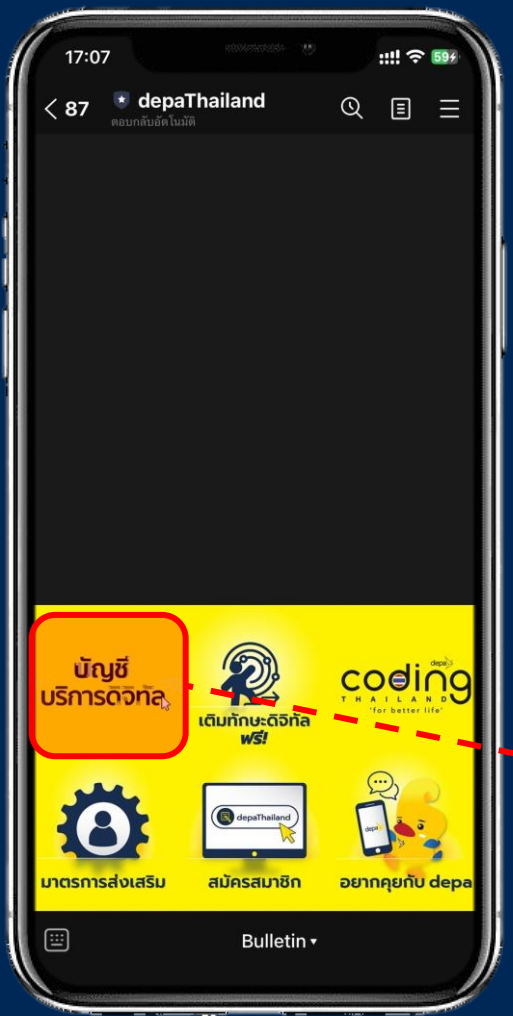 17:07
59
87
depaThailand
ตอบกลับอัตโนมัติ
บัญชี
บริการดิจิทัล
เติมทักษะดิจิทัล
ฟรี!
depa
coding
THAILAND
'for better life'
มาตรการส่งเสริม
depaThailand
สมัครสมาชิก
depa
อยากคุยกับ depa
Bulletin